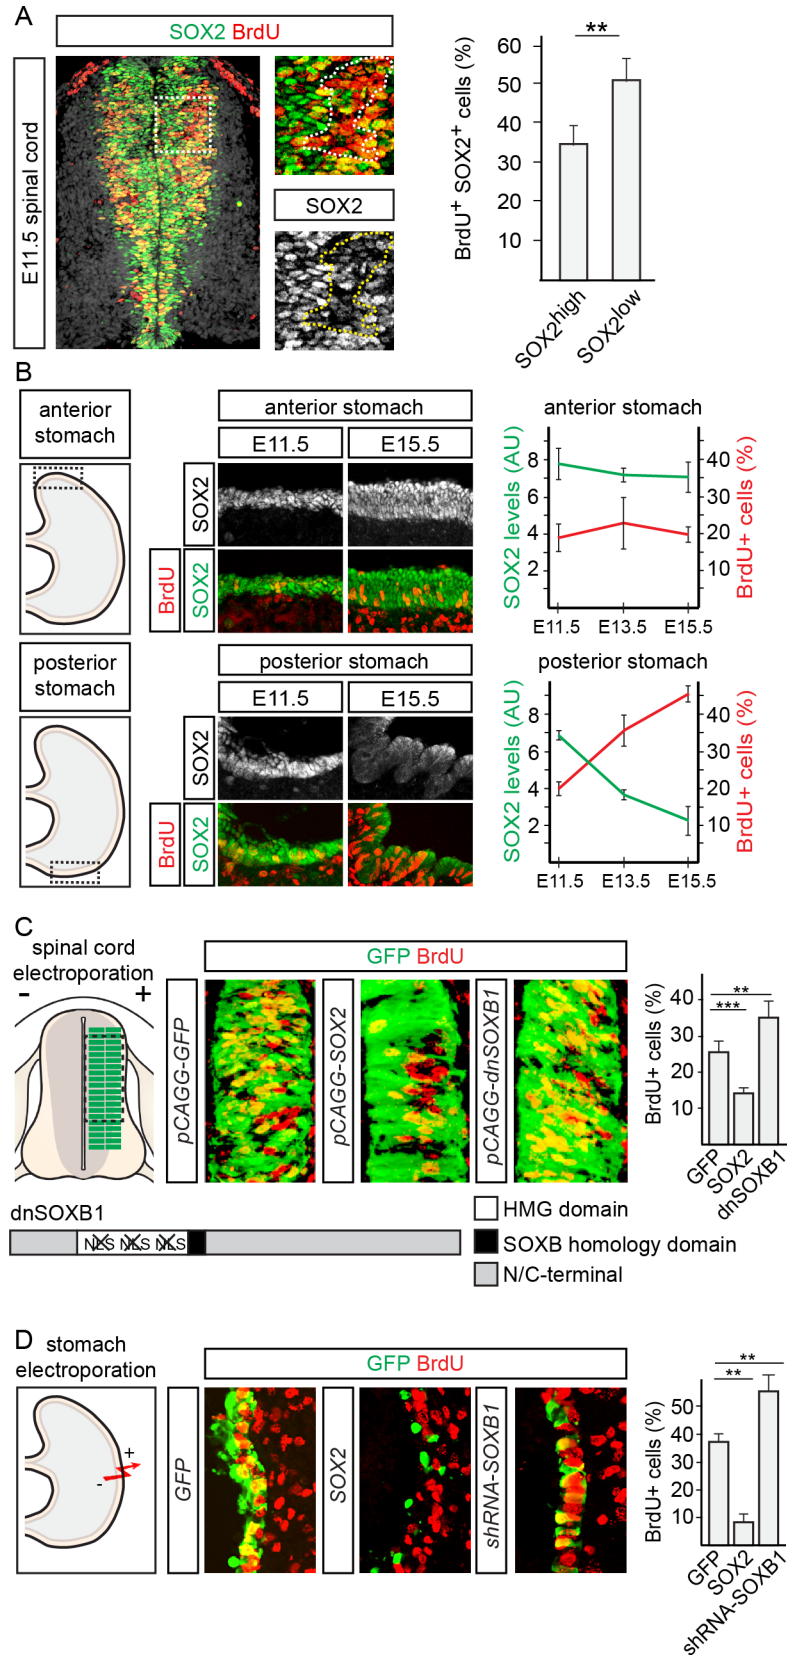 A
SOX2 BrdU
E11.5 spinal cord
SOX2
BrdU+ SOX2+ cells (%)
60
50
40
30
20
10
**
SOX2high
SOX2low
B
anterior
stomach
anterior stomach
E11.5
E15.5
SOX2
BrdU
SOX2
anterior stomach
SOX2 levels (AU)
8
6
4
2
40
30
20
10
BrdU+ cells (%)
E11.5
E13.5
E15.5
posterior
stomach
posterior stomach
E11.5
E15.5
SOX2
BrdU
SOX2
posterior stomach
SOX2 levels (AU)
8
6
4
2
40
30
20
10
BrdU+ cells (%)
E11.5
E13.5
E15.5
C
spinal cord
electroporation
-
+
GFP BrdU
pCAGG-GFP
pCAGG-SOX2
pCAGG-dnSOXB1
BrdU+ cells (%)
40
30
20
10
**
***
GFP
SOX2
dnSOXB1
dnSOXB1
NLS NLS NLS
HMG domain
SOXB homology domain
N/C-terminal
D
stomach
electroporation
+
-
GFP BrdU
GFP
SOX2
shRNA-SOXB1
BrdU+ cells (%)
50
40
30
20
10
**
**
GFP
SOX2
shRNA-SOXB1